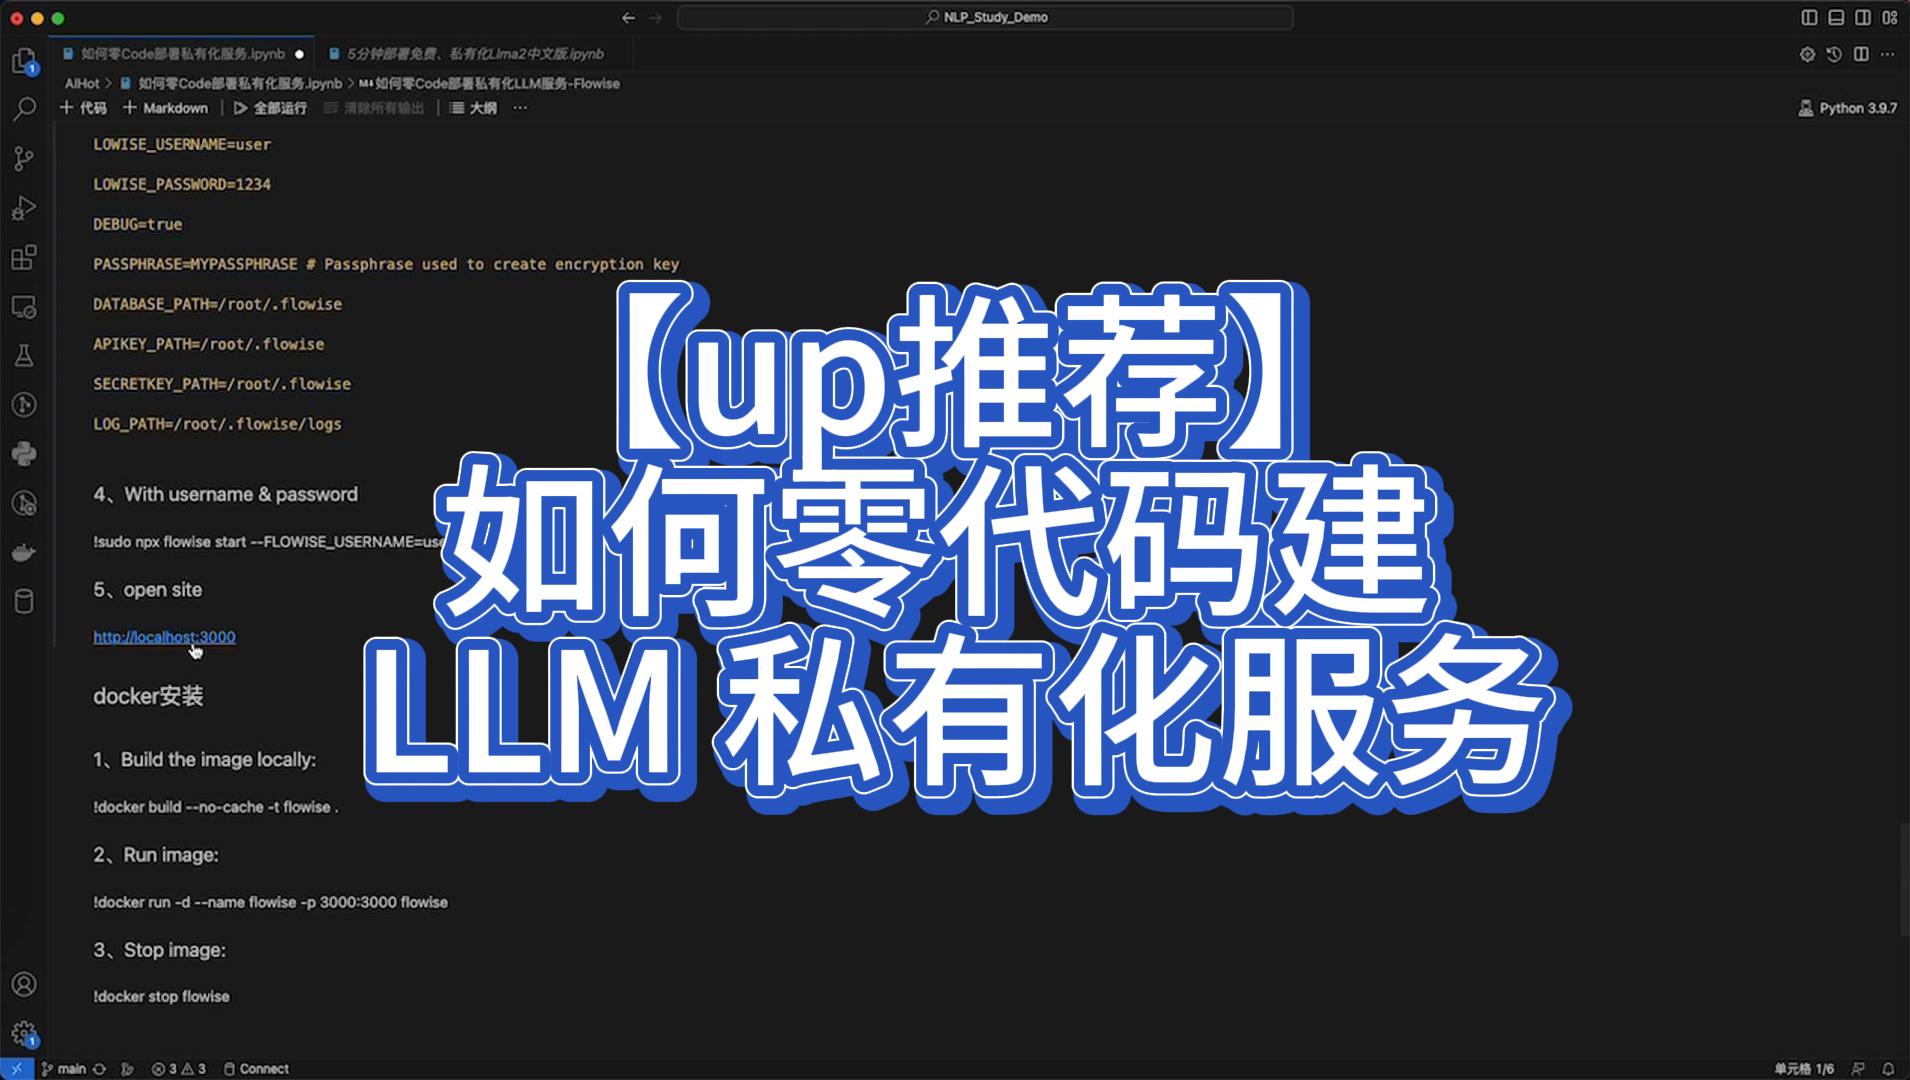 NLP_Study_Demo
如何零Code部署私有化服务.ipynb
5分钟部署免费、私有化Llma2中文版.ipynb
AIHot > 如何零Code部署私有化服务.ipynb > M↓如何零Code部署私有化LLM服务-Flowise
代码 Markdown 全部运行 清除所有输出 大纲 ···
Python 3.9.7
LOWISE_USERNAME=user
LOWISE_PASSWORD=1234
DEBUG=true
PASSPHRASE=MYPASSPHRASE # Passphrase used to create encryption key
DATABASE_PATH=/root/.flowise
APIKEY_PATH=/root/.flowise
SECRETKEY_PATH=/root/.flowise
LOG_PATH=/root/.flowise/logs
【up推荐】
如何零代码建
LLM 私有化服务
4、With username & password
!sudo npx flowise start --FLOWISE_USERNAME=use
5、open site
http://localhost:3000
docker安装
1、Build the image locally:
!docker build --no-cache -t flowise .
2、Run image:
!docker run -d --name flowise -p 3000:3000 flowise
3、Stop image:
!docker stop flowise
main 3 3 Connect
单元格 1/6